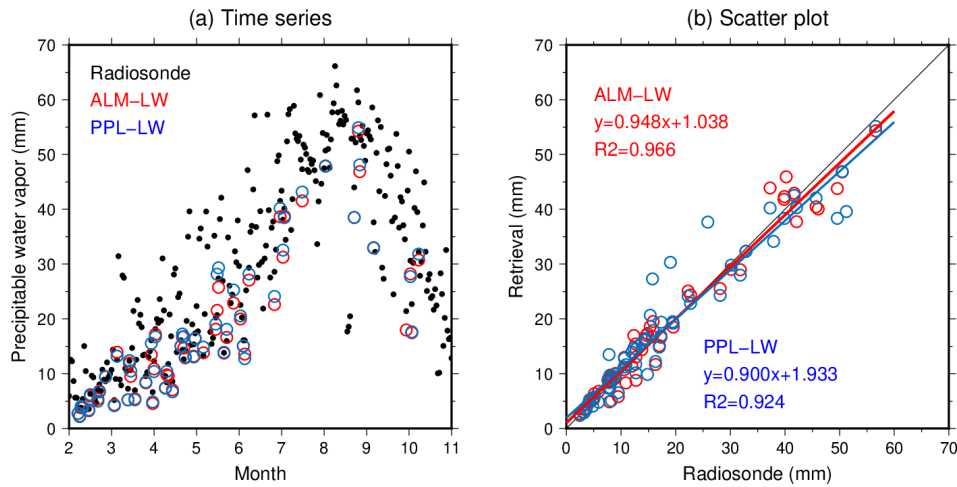 (a) Time series
Precipitable water vapor (mm)
70
60
50
40
30
20
10
0
Radiosonde
ALM−LW
PPL−LW
2 3 4 5 6 7 8 9 10 11
Month
(b) Scatter plot
Retrieval (mm)
70
60
50
40
30
20
10
0
ALM−LW
y=0.948x+1.038
R2=0.966
PPL−LW
y=0.900x+1.933
R2=0.924
0 10 20 30 40 50 60 70
Radiosonde (mm)